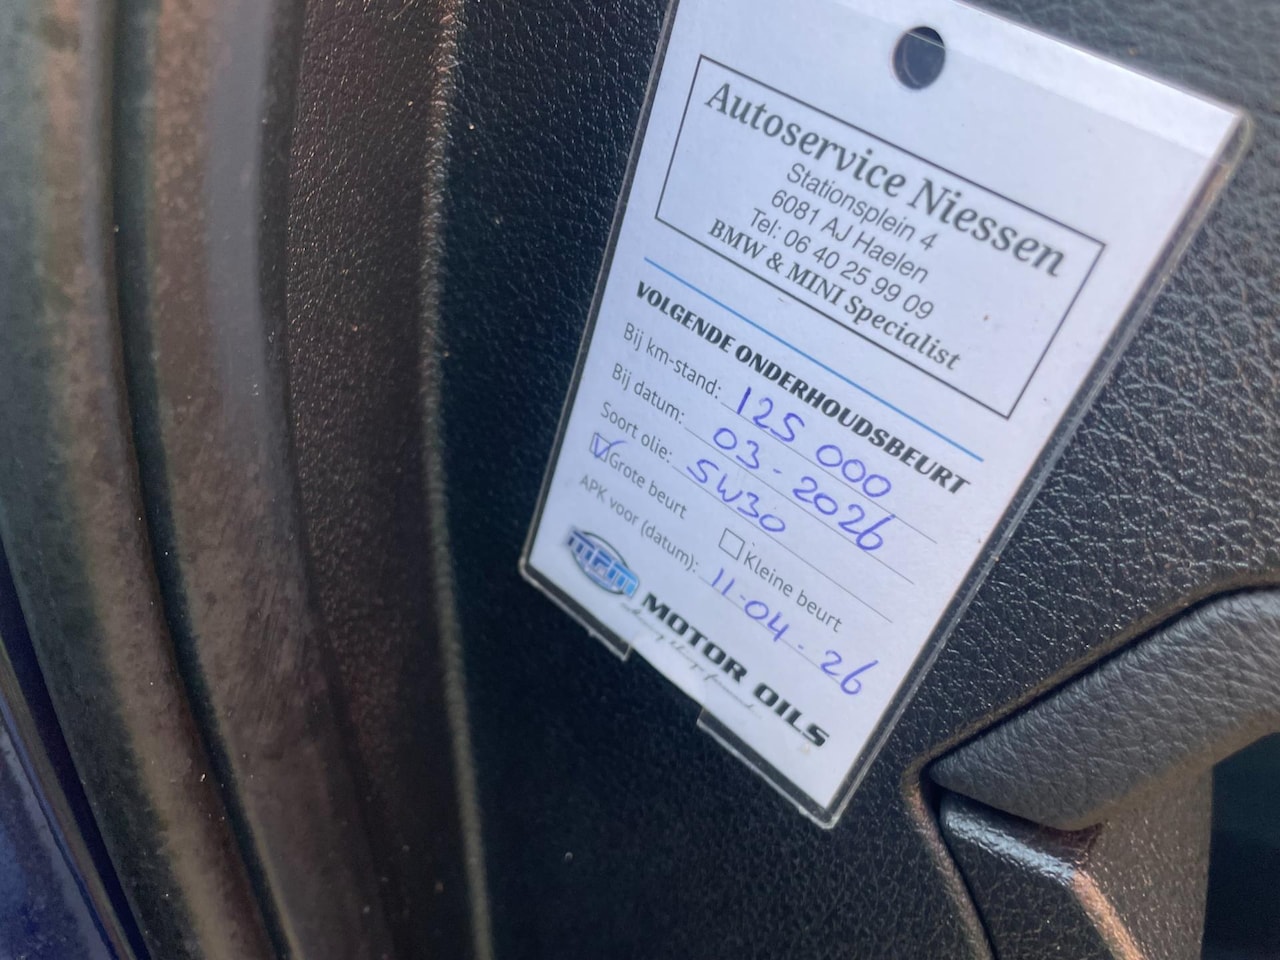 Autoservice Niessen
Stationsplein 4
6081 AJ Haelen
Tel: 06 40 25 99 09
BMW & MINI Specialist
VOLGENDE ONDERHOUDSBEURT
Bij km-stand: 125 000
Bij datum: 03 - 2026
Soort olie: 5W30
Grote beurt Kleine beurt
APK voor (datum): 11-04-26
MPM MOTOR OILS